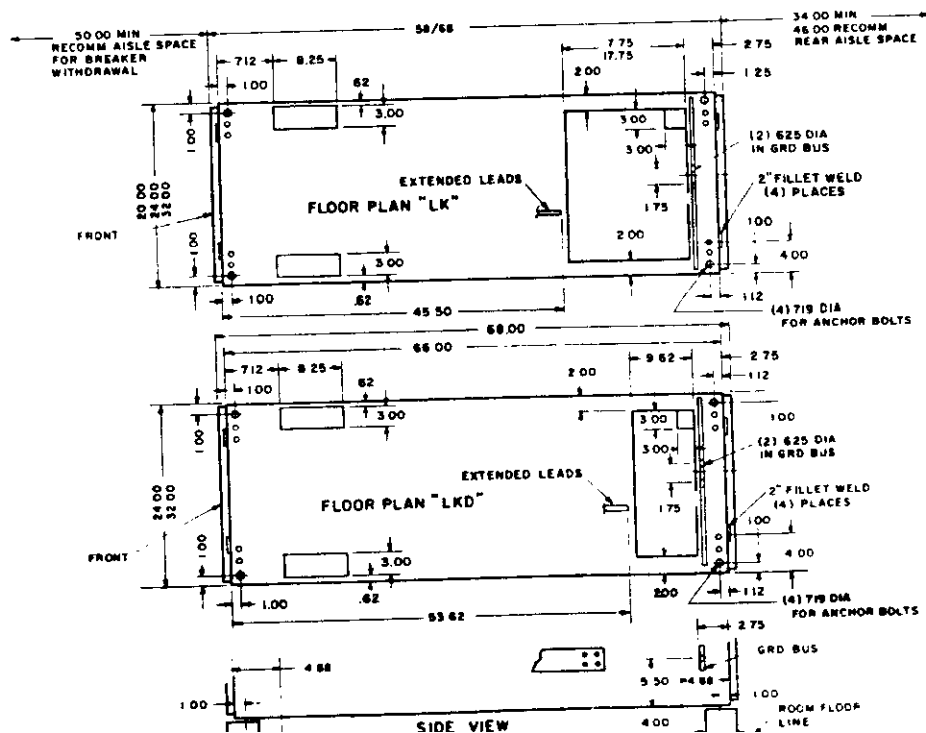 50.00 MIN
RECOMM AISLE SPACE
FOR BREAKER
WITHDRAWAL
58/68
34.00 MIN
46.00 RECOMM
REAR AISLE SPACE
7.12
8.25
7.75
17.75
2.75
1.00
.62
2.00
1.25
3.00
3.00
3.00
1.00
(2) .625 DIA
IN GRD BUS
20.00
24.00
32.00
EXTENDED LEADS
2" FILLET WELD
(4) PLACES
FLOOR PLAN "LK"
1.75
FRONT
1.00
2.00
1.00
3.00
4.00
1.00
.62
1.12
45.50
(4) .719 DIA
FOR ANCHOR BOLTS
68.00
66.00
7.12
8.25
9.62
2.75
1.00
.62
2.00
1.12
3.00
3.00
1.00
1.00
3.00
(2) .625 DIA
IN GRD BUS
24.00
32.00
EXTENDED LEADS
FLOOR PLAN "LKD"
1.75
2" FILLET WELD
(4) PLACES
FRONT
1.00
1.00
3.00
4.00
1.00
.62
2.00
1.12
53.62
(4) .719 DIA
FOR ANCHOR BOLTS
2.75
GRD BUS
4.88
5.50
4.88
1.00
1.00
SIDE VIEW
4.00
ROOM FLOOR
LINE